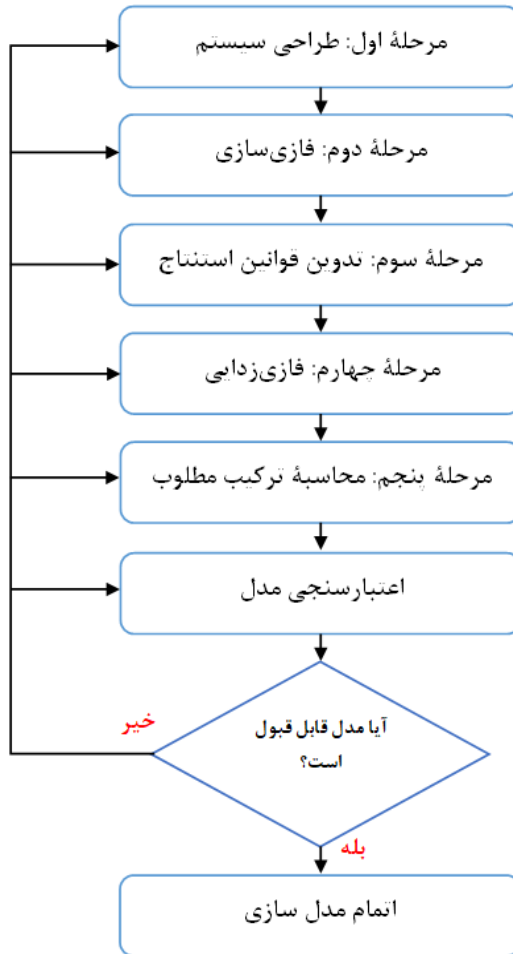 مرحلهٔ اول: طراحی سیستم
مرحلهٔ دوم: فازی‌سازی
مرحلهٔ سوم: تدوین قوانین استنتاج
مرحلهٔ چهارم: فازی‌زدایی
مرحلهٔ پنجم: محاسبهٔ ترکیب مطلوب
اعتبارسنجی مدل
آیا مدل قابل قبول
است؟
خیر
بله
اتمام مدل سازی